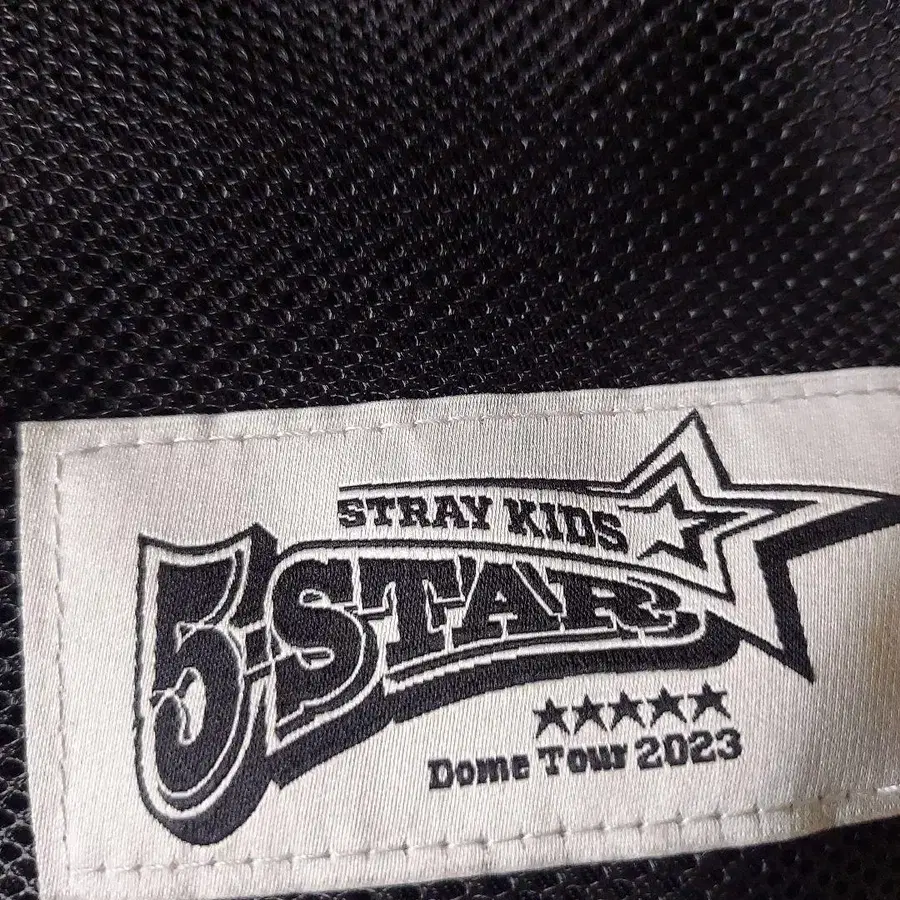 STRAY KIDS
5-STAR
★★★★★
Dome Tour 2023